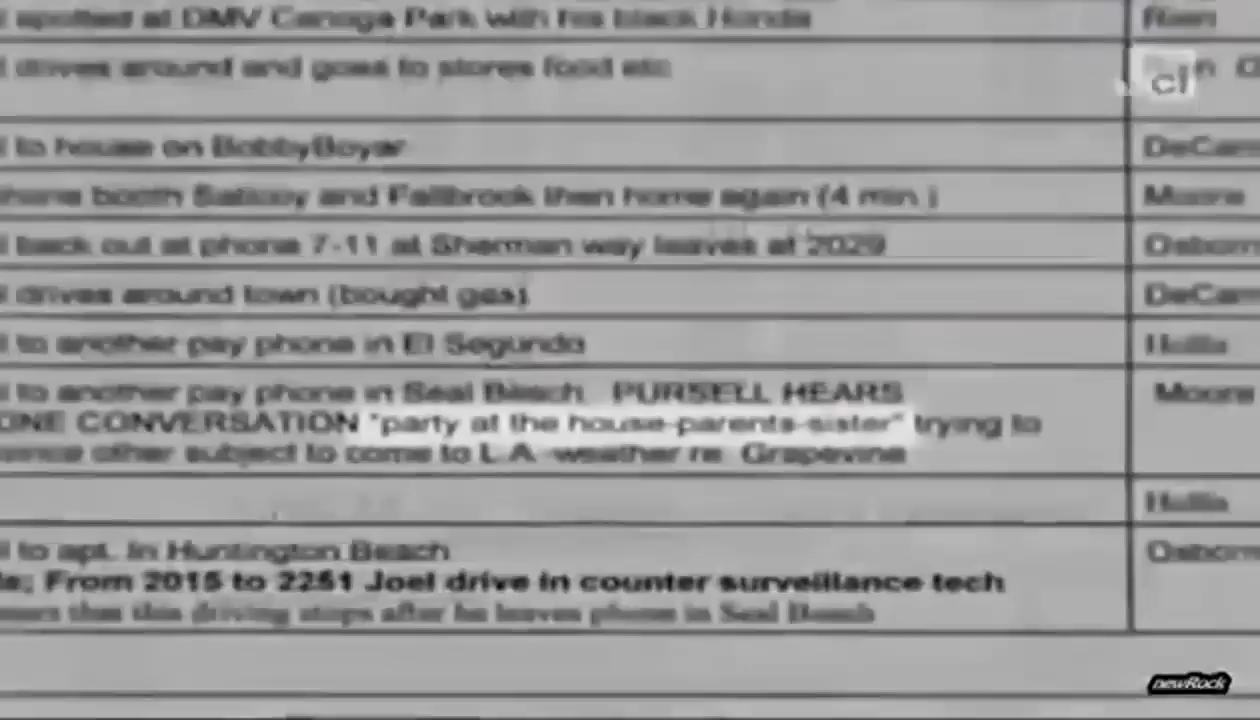 spotted at DMV Canoga Park with his black Honda
drives around and goes to stores food etc
cI
to house on BobbyBoyar
DeCam
hone booth Saticoy and Fallbrook then home again (4 min.)
Moore
back out at phone 7-11 at Sherman way leaves at 2029
Osborn
drives around town (bought gas)
DeCam
to another pay phone in El Segundo
Hollis
to another pay phone in Seal Beach. PURSELL HEARS
Moore
ONE CONVERSATION "party at the house-parents-sister" trying to
other subject to come to L.A.-weather re: Grapevine
Hollis
to apt. In Huntington Beach
Osborn
From 2015 to 2251 Joel drive in counter surveillance tech
that this driving stops after he leaves phone in Seal Beach
newRock